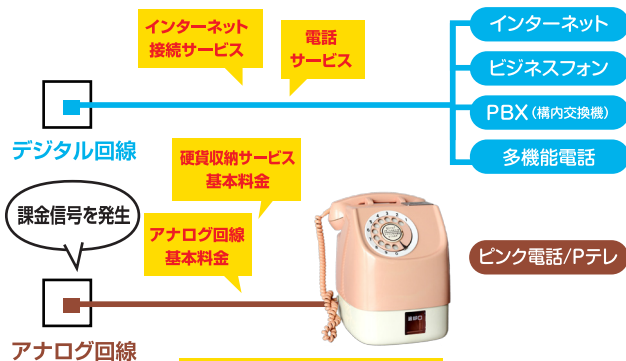 インターネット
接続サービス
電話
サービス
インターネット
ビジネスフォン
PBX（構内交換機）
多機能電話
デジタル回線
硬貨収納サービス
基本料金
課金信号を発生
アナログ回線
基本料金
ピンク電話/Pテレ
アナログ回線